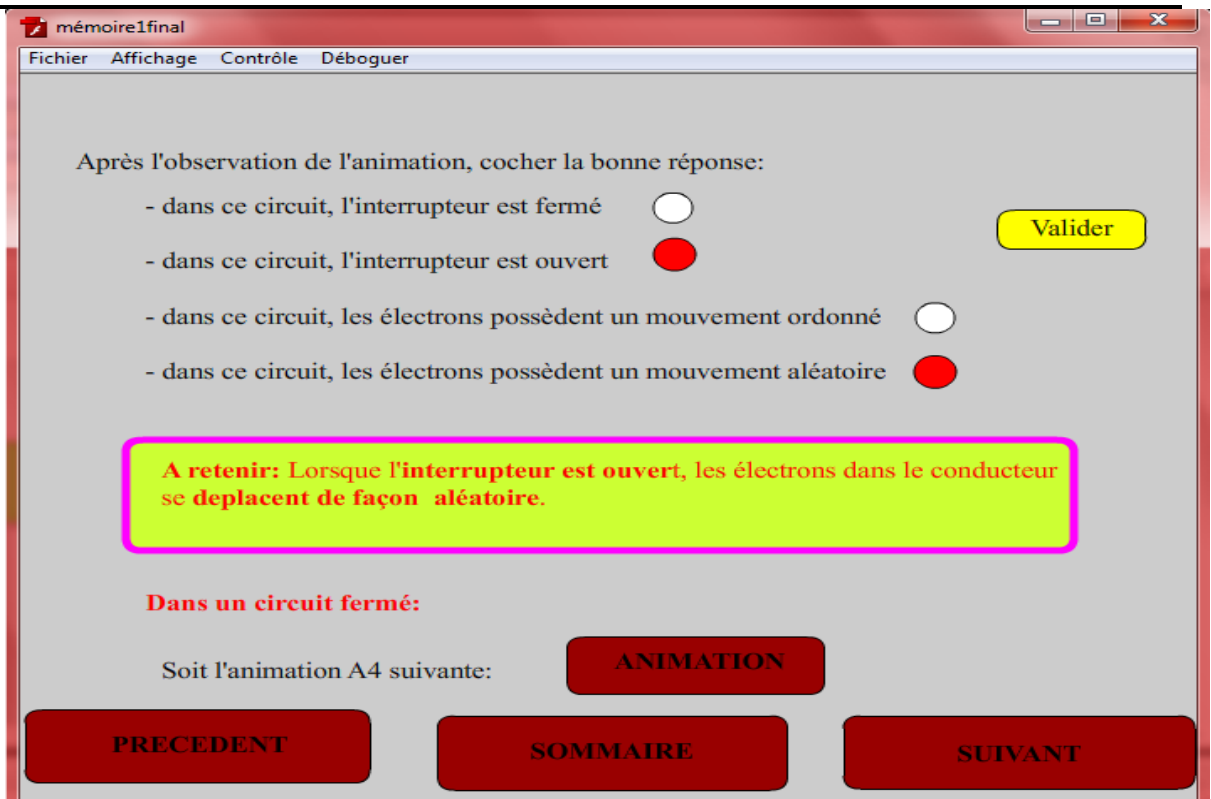 mémoire1final
Fichier Affichage Contrôle Déboguer
Après l'observation de l'animation, cocher la bonne réponse:
- dans ce circuit, l'interrupteur est fermé
Valider
- dans ce circuit, l'interrupteur est ouvert
- dans ce circuit, les électrons possèdent un mouvement ordonné
- dans ce circuit, les électrons possèdent un mouvement aléatoire
A retenir: Lorsque l'interrupteur est ouvert, les électrons dans le conducteur
se deplacent de façon aléatoire.
Dans un circuit fermé:
Soit l'animation A4 suivante:
ANIMATION
PRECEDENT
SOMMAIRE
SUIVANT